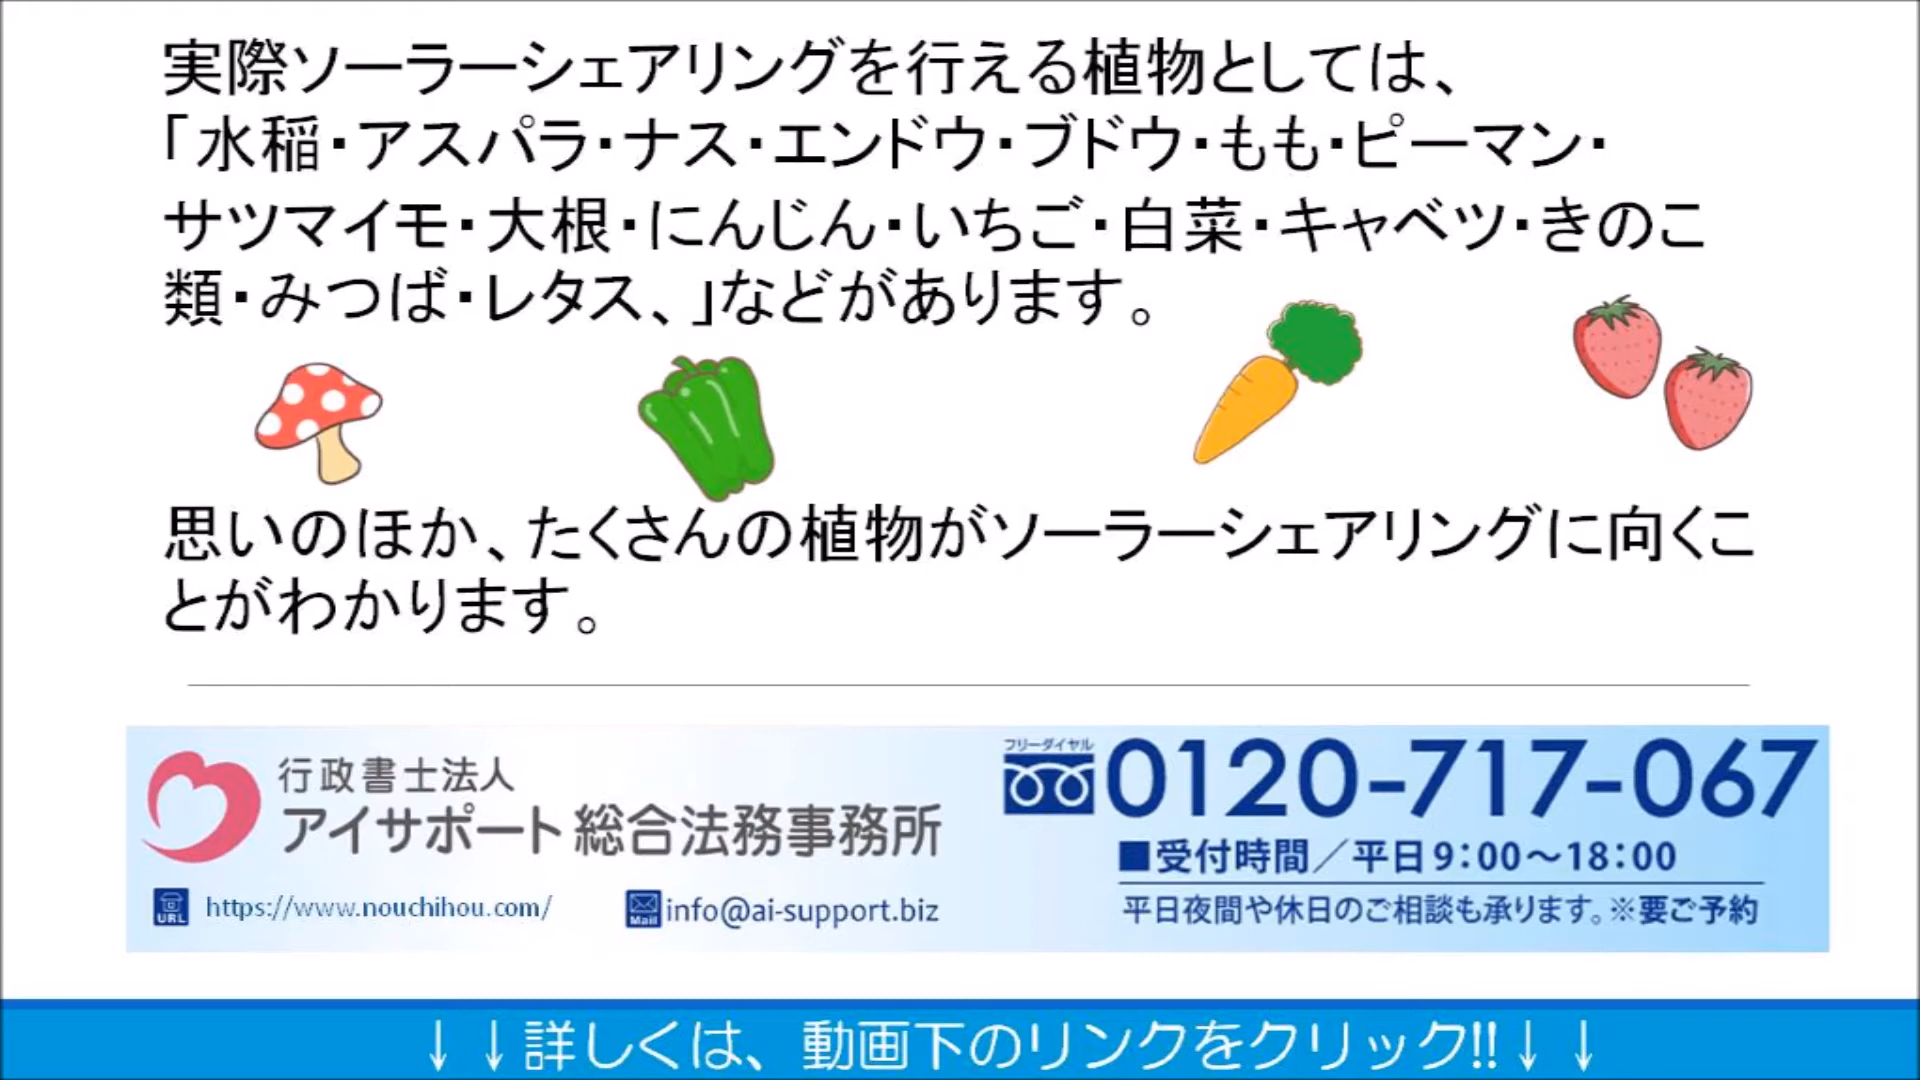 実際ソーラーシェアリングを行える植物としては、
「水稲・アスパラ・ナス・エンドウ・ブドウ・もも・ピーマン・
サツマイモ・大根・にんじん・いちご・白菜・キャベツ・きのこ
類・みつば・レタス、」などがあります。
思いのほか、たくさんの植物がソーラーシェアリングに向くこ
とがわかります。
行政書士法人
アイサポート総合法務事務所
URL https://www.nouchihou.com/
Mail info@ai-support.biz
フリーダイヤル
0120-717-067
■受付時間／平日9：00〜18：00
平日夜間や休日のご相談も承ります。※要ご予約
↓↓詳しくは、動画下のリンクをクリック!!↓↓